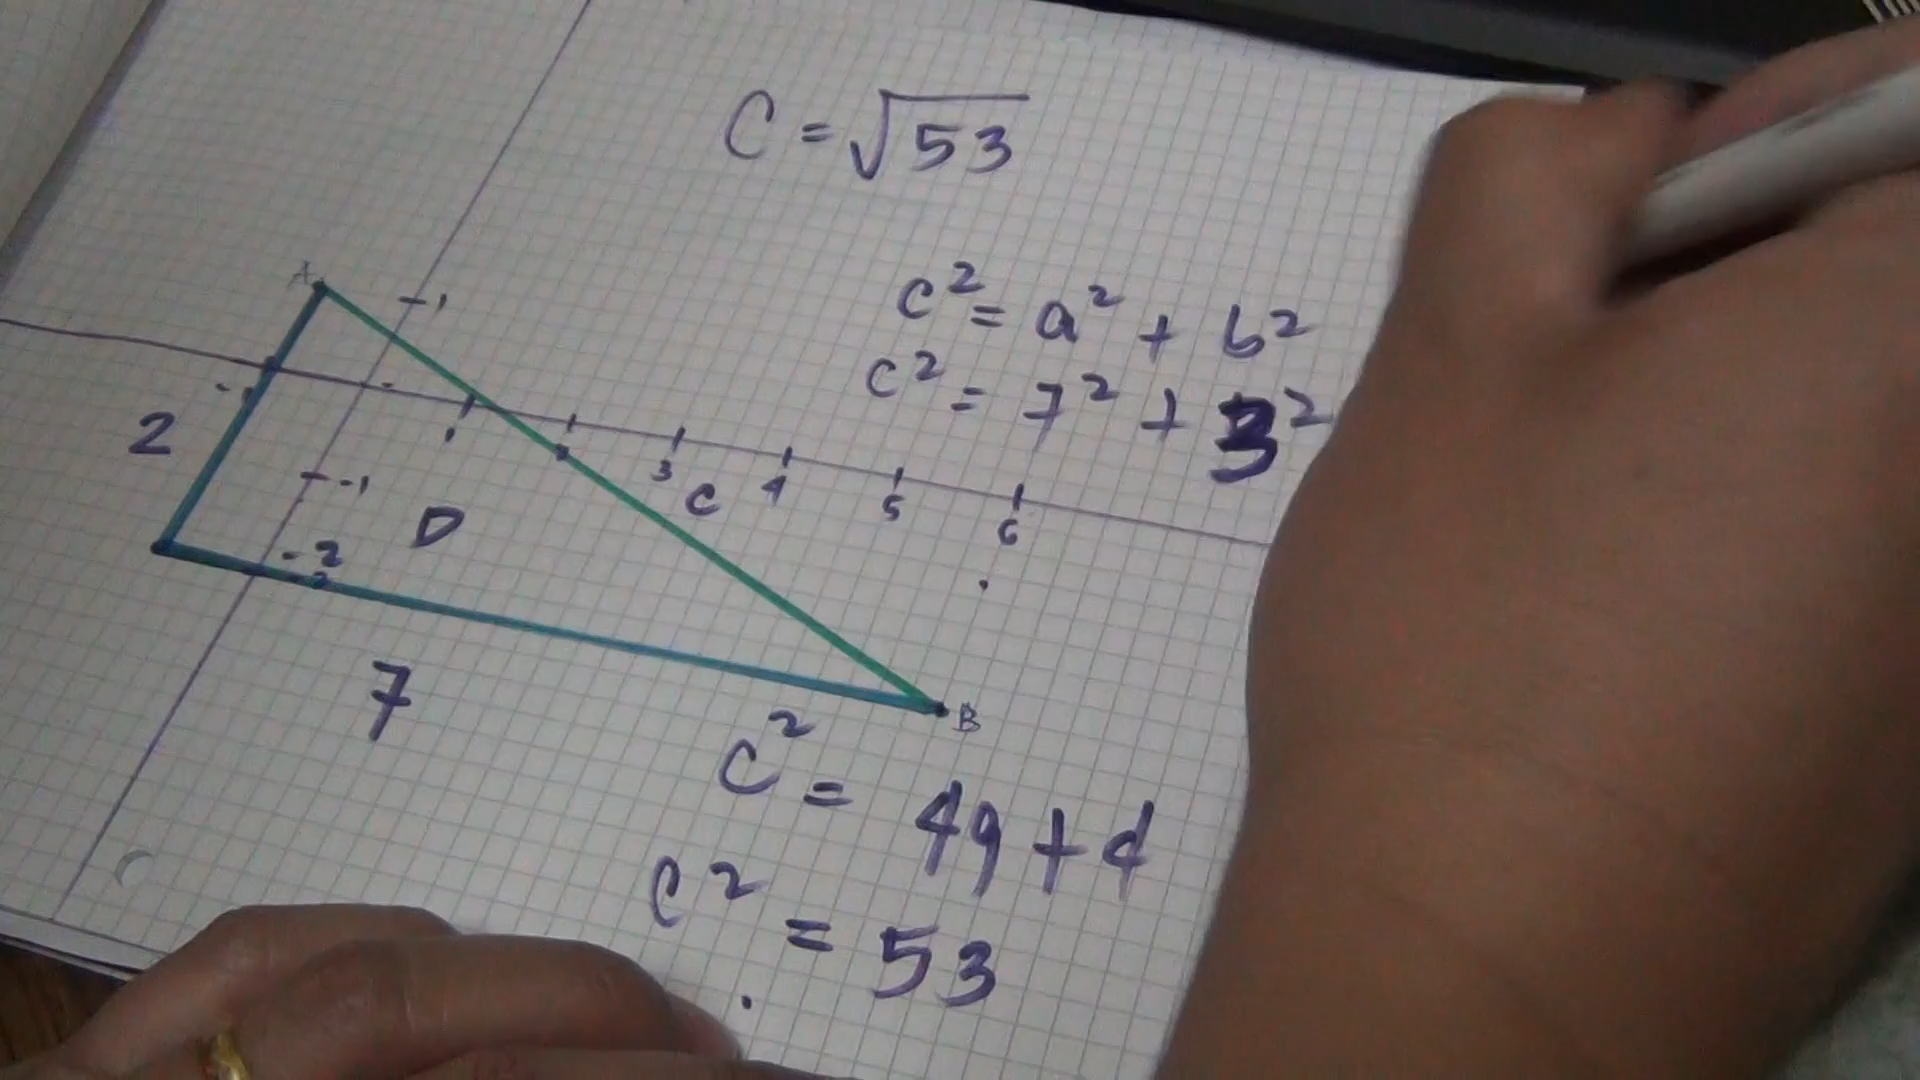 C = √53
A
-1
c² = a² + b²
c² = 7² + 3²
-1
2
3
4
5
6
C
2
-1
D
-2
7
B
c² = 49 + 4
c² = 53